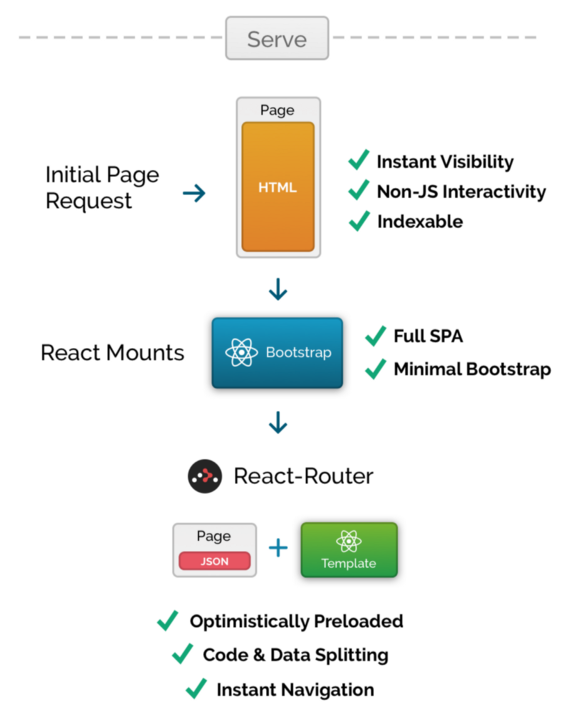 Serve
Page
HTML
Initial Page
Request
Instant Visibility
Non-JS Interactivity
Indexable
React Mounts
Bootstrap
Full SPA
Minimal Bootstrap
React-Router
Page
JSON
Template
Optimistically Preloaded
Code & Data Splitting
Instant Navigation